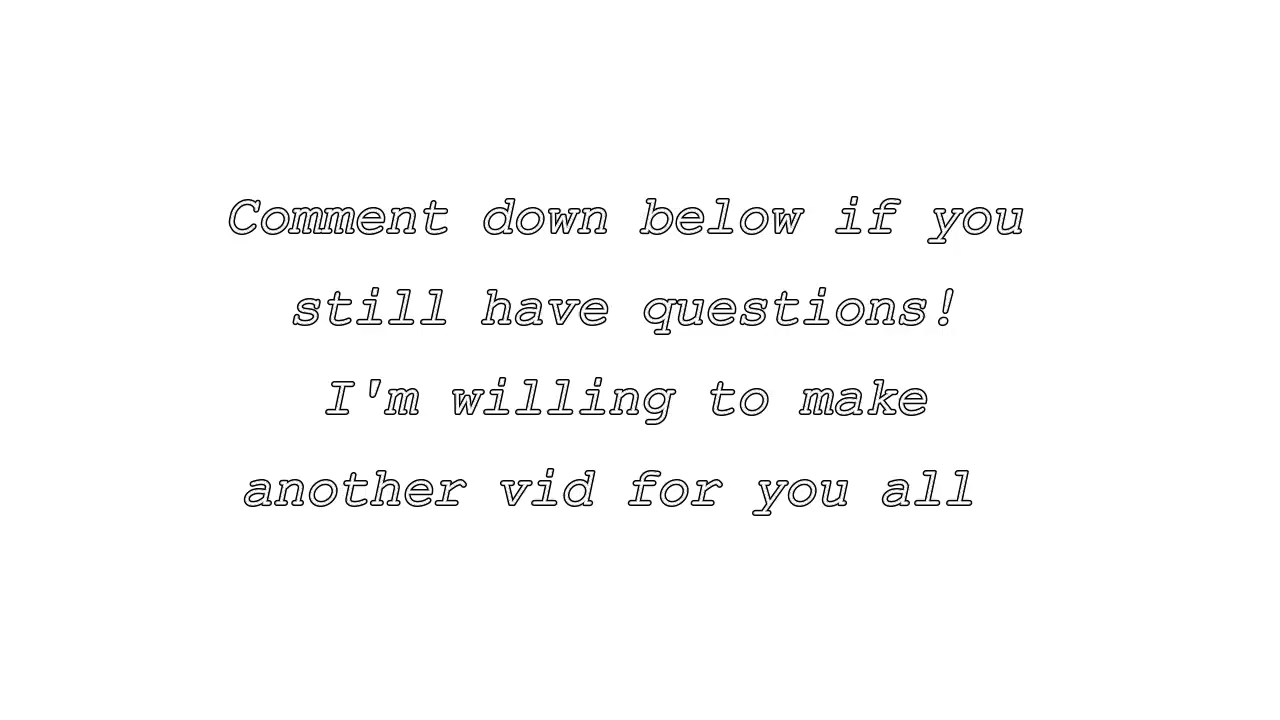 Comment down below if you
still have questions!
I'm willing to make
another vid for you all